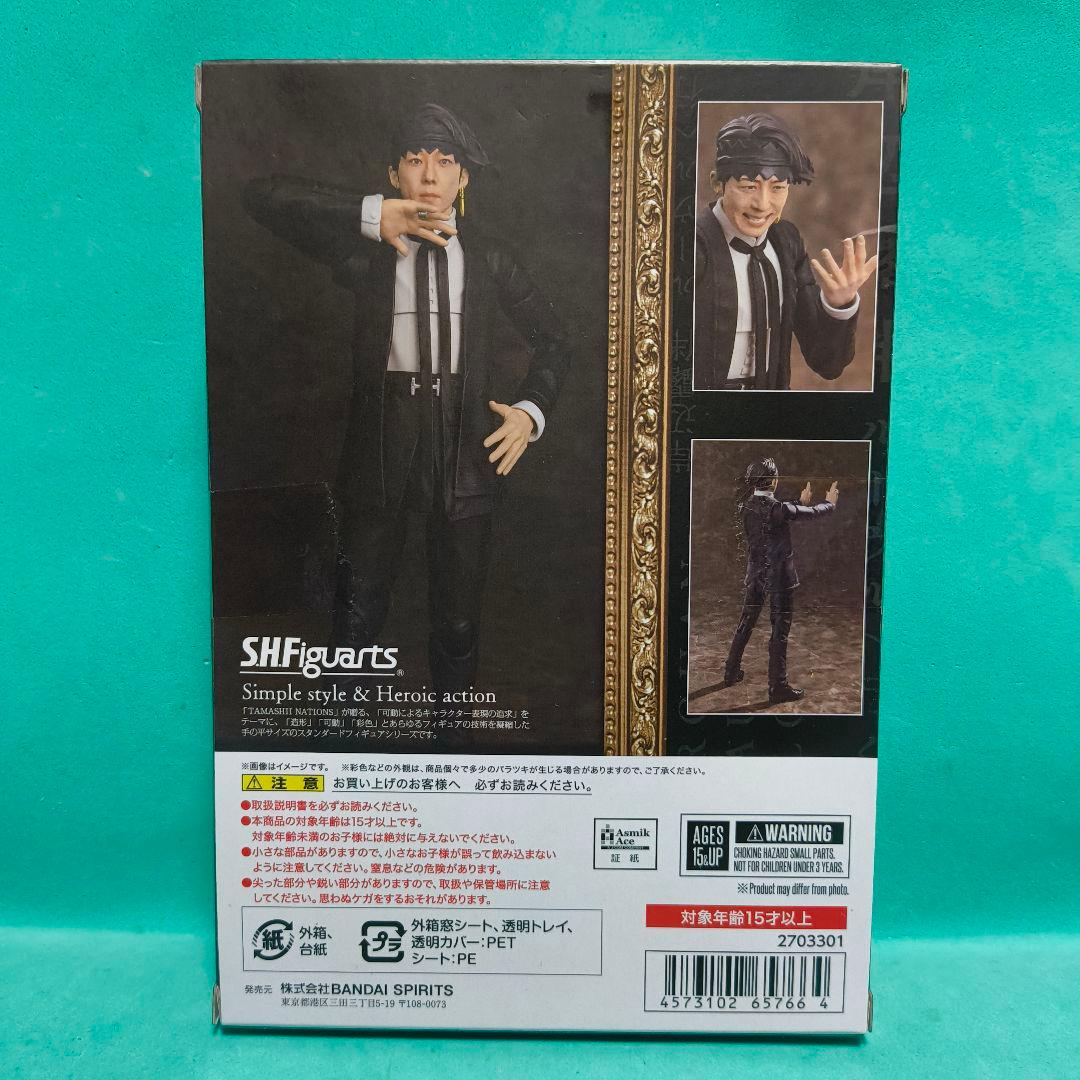 S.H.Figuarts®
Simple style & Heroic action
「TAMASHII NATIONS」が贈る、「可動によるキャラクター表現の追求」を
テーマに、「造形」「可動」「彩色」とあらゆるフィギュアの技術を凝縮した
手の平サイズのスタンダードフィギュアシリーズです。
※画像はイメージです。 ※彩色などの外観は、商品個々で多少のバラツキが生じる場合がありますので、ご了承ください。
注意 お買い上げのお客様へ 必ずお読みください。
●取扱説明書を必ずお読みください。
●本商品の対象年齢は15才以上です。
対象年齢未満のお子様には絶対に与えないでください。
●小さな部品がありますので、小さなお子様が誤って飲み込まない
ように注意してください。窒息などの危険があります。
●尖った部分や鋭い部分がありますので、取扱や保管場所に注意
してください。思わぬケガをするおそれがあります。
紙 外箱、
台紙
プラ 外箱窓シート、透明トレイ、
透明カバー:PET
シート:PE
発売元 株式会社BANDAI SPIRITS
東京都港区三田三丁目5-19 〒108-0073
Asmik
Ace
証紙
AGES
15&UP
WARNING
CHOKING HAZARD SMALL PARTS.
NOT FOR CHILDREN UNDER 3 YEARS.
※Product may differ from photo.
対象年齢15才以上
2703301
4573102 65766 4